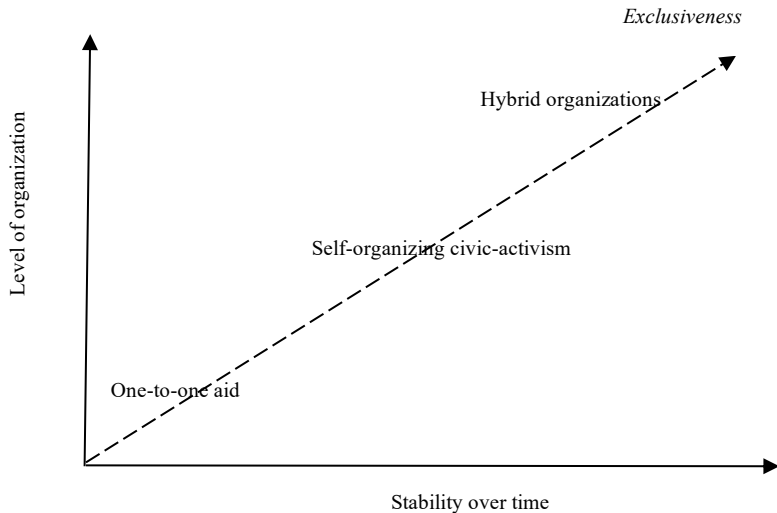 Exclusiveness
Hybrid organizations
Level of organization
Self-organizing civic-activism
One-to-one aid
Stability over time